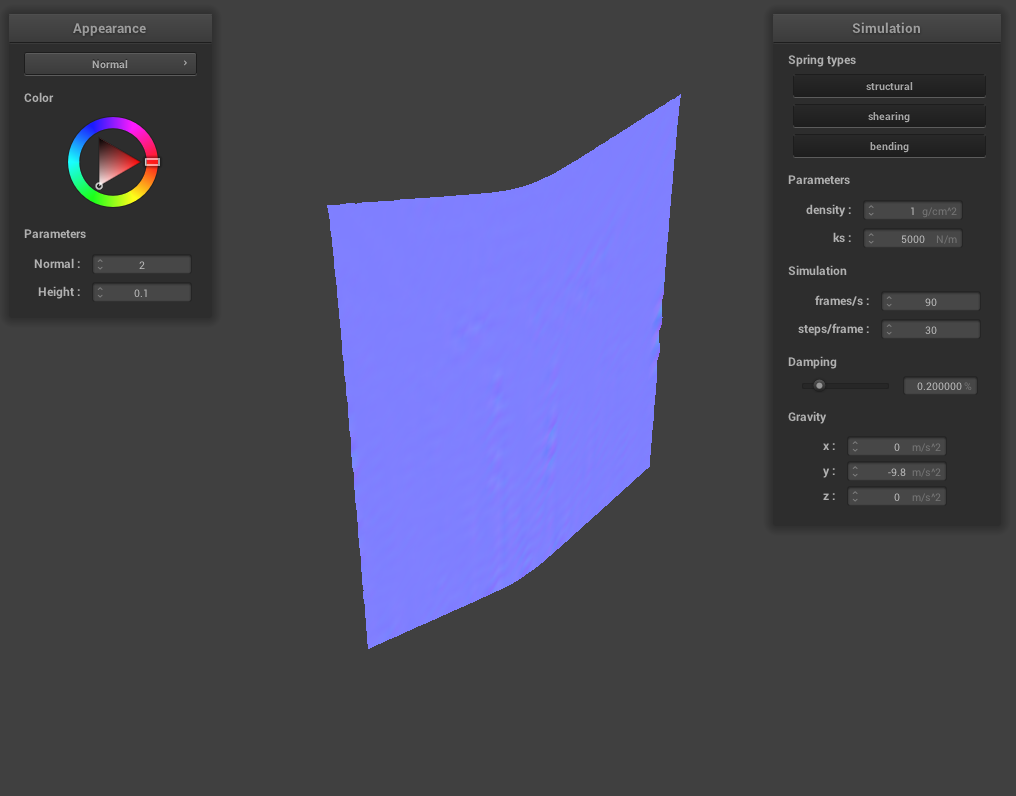 Appearance
Normal ›
Color
Parameters
Normal : 2
Height : 0.1
Simulation
Spring types
structural
shearing
bending
Parameters
density : 1 g/cm^2
ks : 5000 N/m
Simulation
frames/s : 90
steps/frame : 30
Damping
0.200000 %
Gravity
x : 0 m/s^2
y : -9.8 m/s^2
z : 0 m/s^2